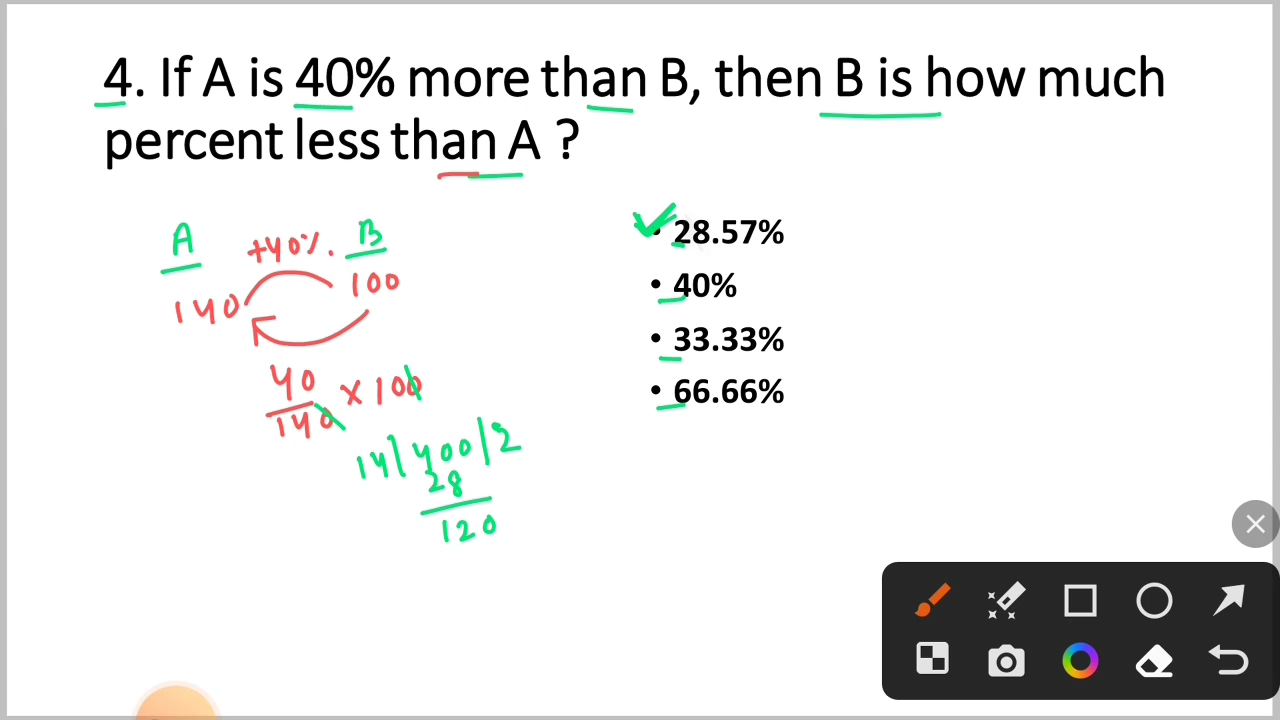 4. If A is 40% more than B, then B is how much
percent less than A ?
A +40%. B
140 100
40
140 × 100
14)400(2
28
120
• 28.57%
• 40%
• 33.33%
• 66.66%